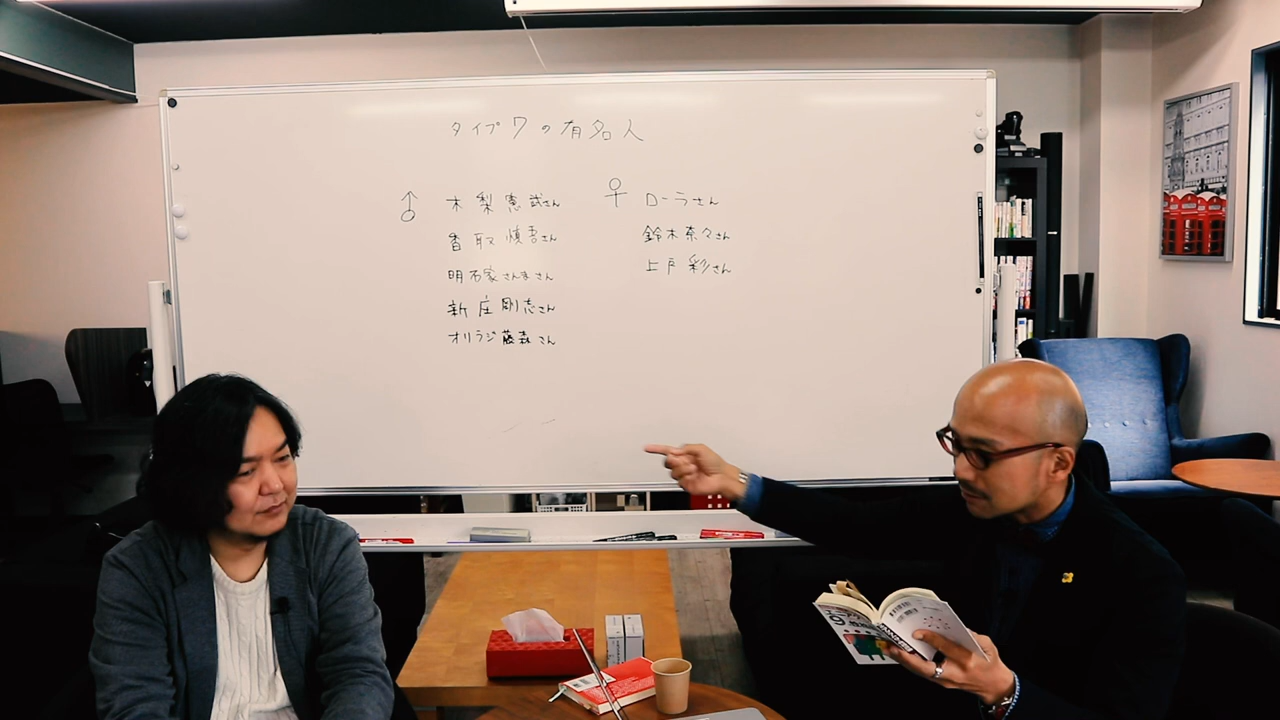 タイプ7の有名人
♂ 木梨憲武さん
香取慎吾さん
明石家さんまさん
新庄剛志さん
オリラジ藤森さん
♀ ローラさん
鈴木奈々さん
上戸彩さん